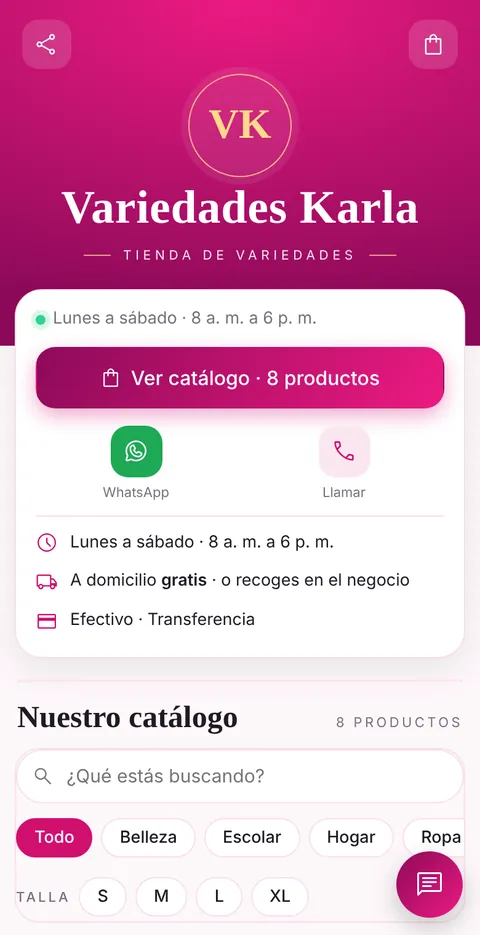 VK
Variedades Karla
TIENDA DE VARIEDADES
Lunes a sábado · 8 a. m. a 6 p. m.
Ver catálogo · 8 productos
WhatsApp Llamar
Lunes a sábado · 8 a. m. a 6 p. m.
A domicilio gratis · o recoges en el negocio
Efectivo · Transferencia
Nuestro catálogo 8 PRODUCTOS
¿Qué estás buscando?
Todo Belleza Escolar Hogar Ropa
TALLA S M L XL